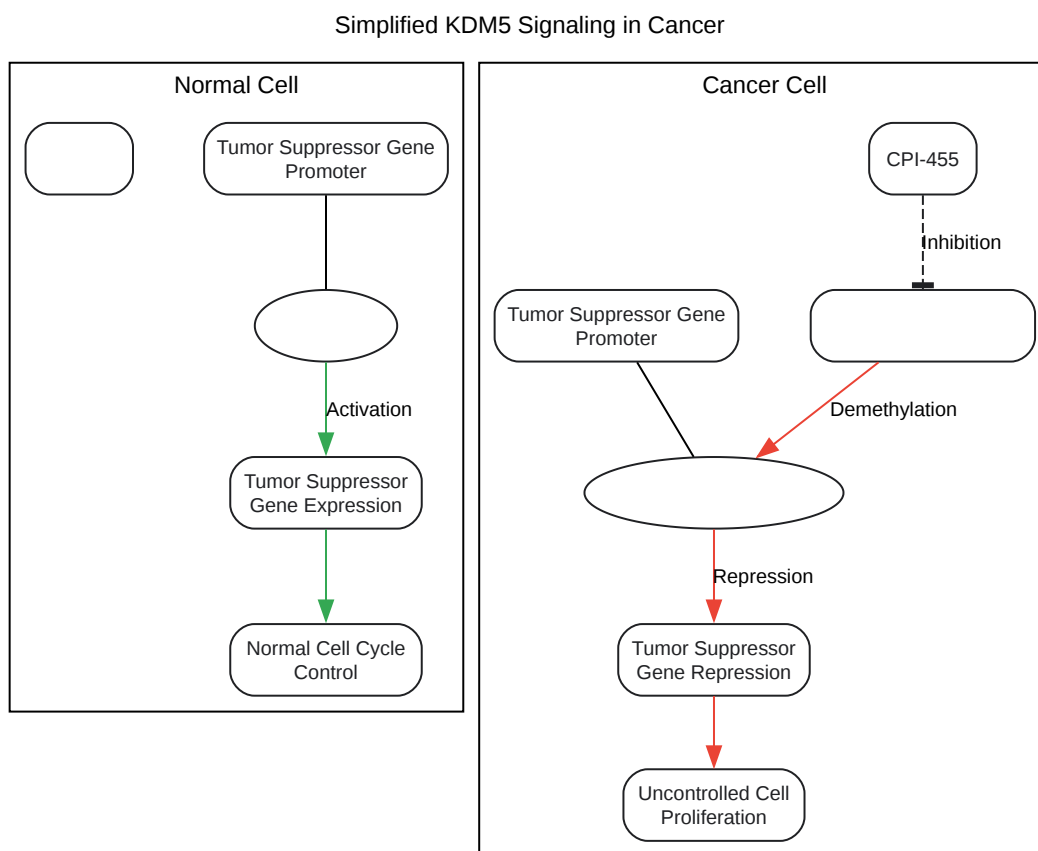 Simplified KDM5 Signaling in Cancer
Normal Cell
Tumor Suppressor Gene
Promoter
Activation
Tumor Suppressor
Gene Expression
Normal Cell Cycle
Control
Cancer Cell
CPI-455
Inhibition
Tumor Suppressor Gene
Promoter
Demethylation
Repression
Tumor Suppressor
Gene Repression
Uncontrolled Cell
Proliferation